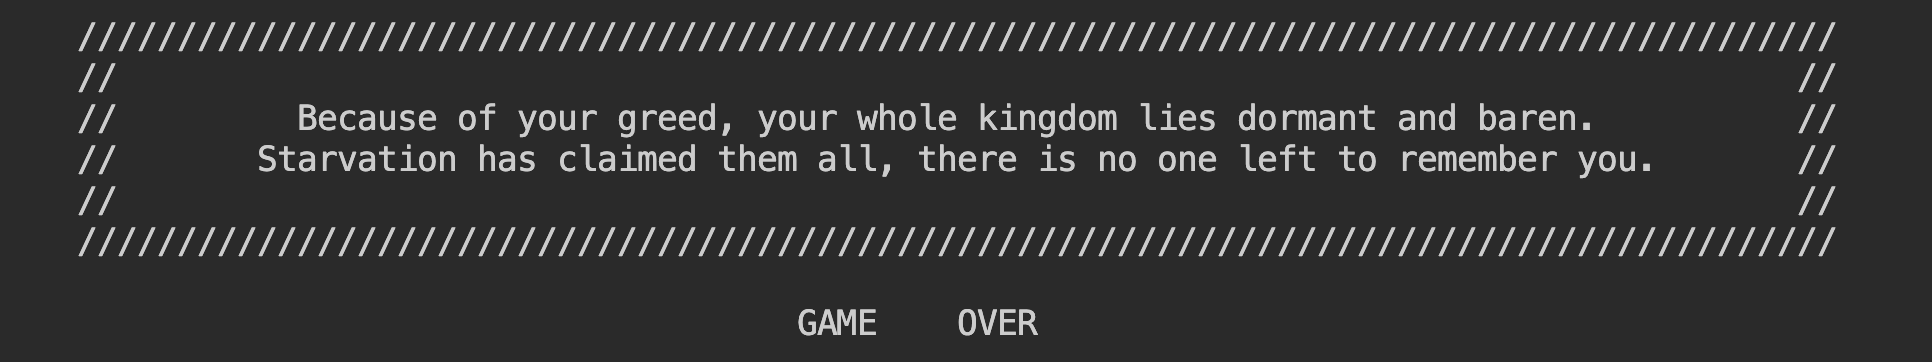 ////////////////////////////////////////////////////////////////////////////////////////
//                                                                                    //
//         Because of your greed, your whole kingdom lies dormant and baren.          //
//       Starvation has claimed them all, there is no one left to remember you.       //
//                                                                                    //
////////////////////////////////////////////////////////////////////////////////////////
GAME    OVER